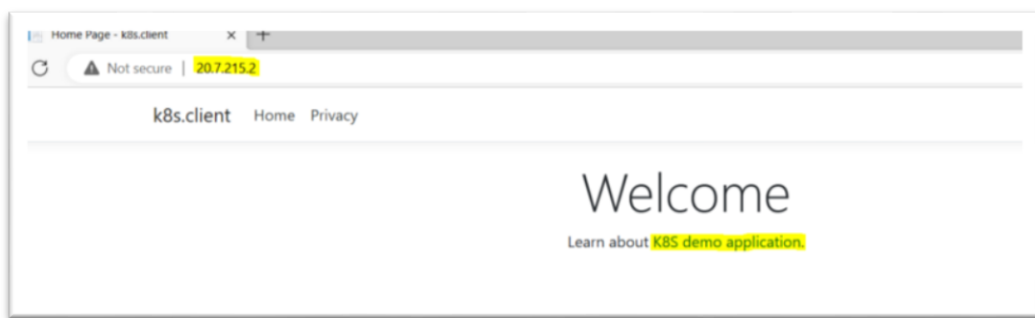 Home Page - k8s.client
Not secure | 20.7.215.2
k8s.client Home Privacy
Welcome
Learn about K8S demo application.